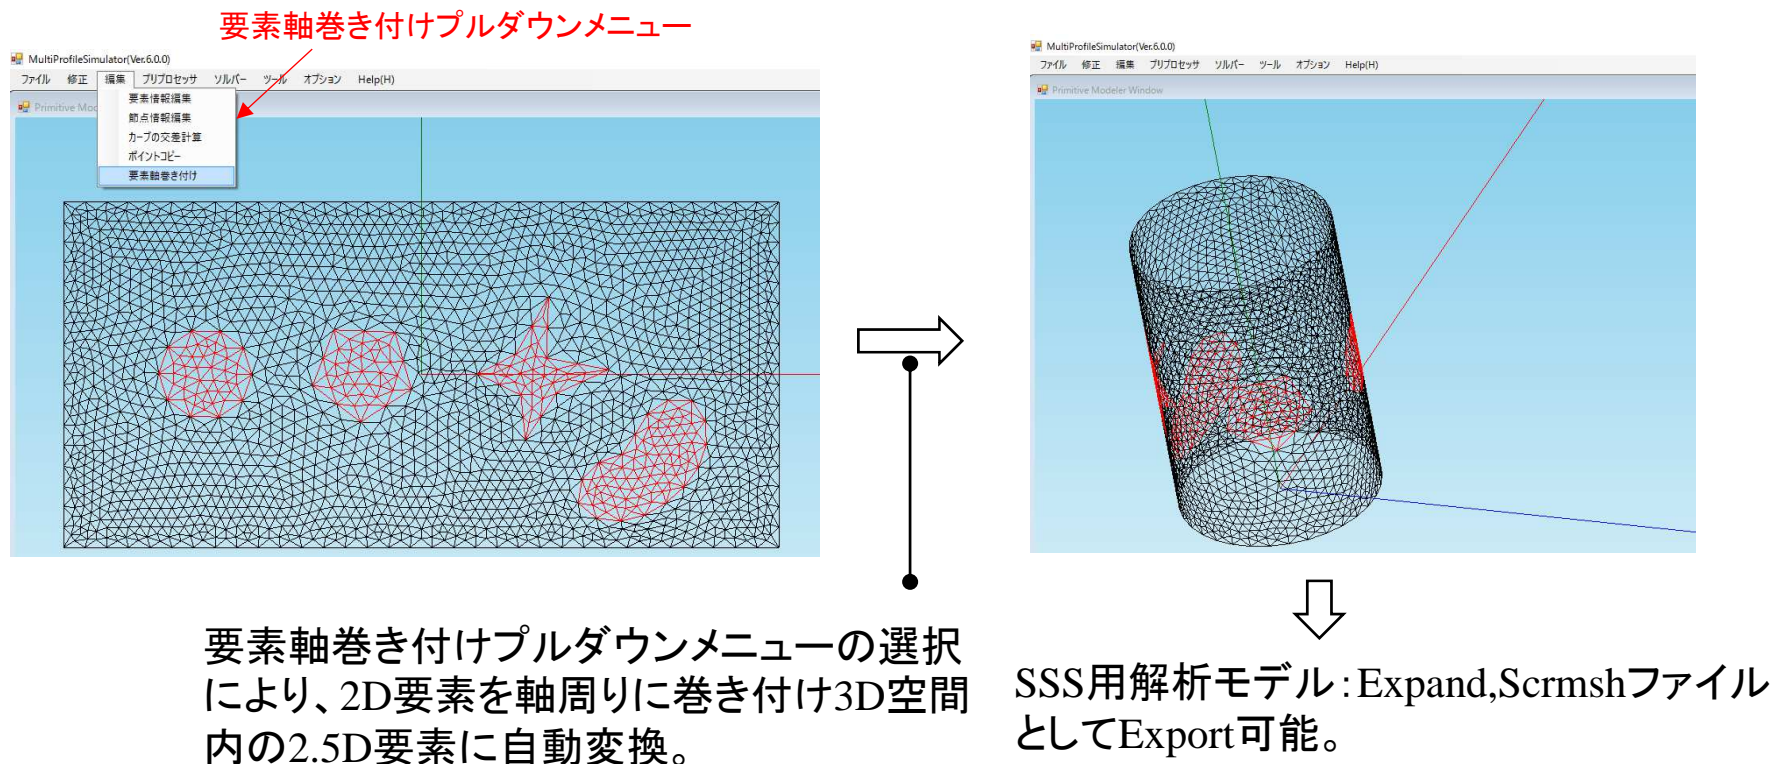 要素軸巻き付けプルダウンメニュー
MultiProfileSimulator(Ver.6.0.0)
ファイル 修正 編集 プリプロセッサ ソルバー ツール オプション Help(H)
Primitive Mod
要素情報編集
節点情報編集
カーブの交差計算
ポイントコピー
要素軸巻き付け
MultiProfileSimulator(Ver.6.0.0)
ファイル 修正 編集 プリプロセッサ ソルバー ツール オプション Help(H)
Primitive Modeler Window
要素軸巻き付けプルダウンメニューの選択
により、2D要素を軸周りに巻き付け3D空間
内の2.5D要素に自動変換。
SSS用解析モデル:Expand,Scrmshファイル
としてExport可能。